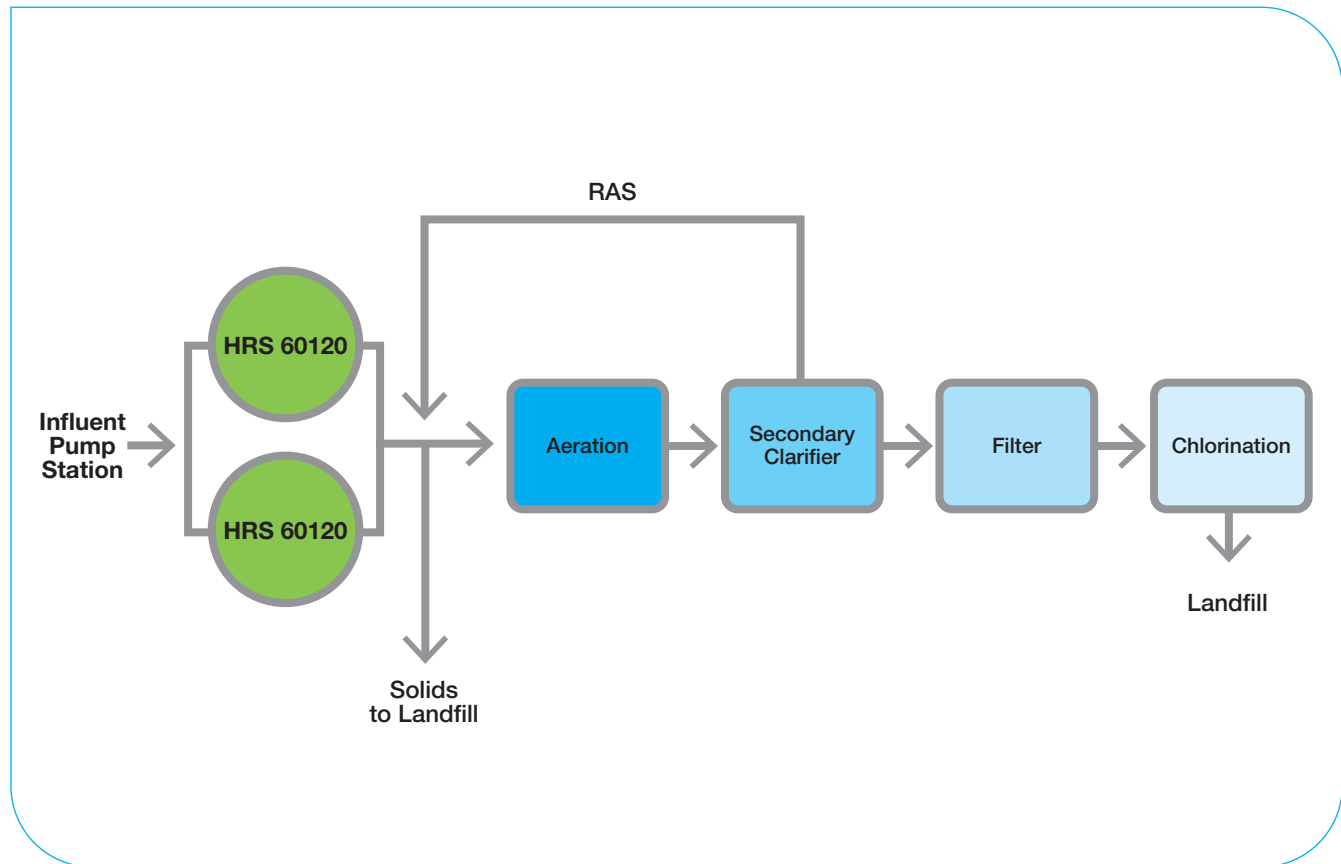 RAS
HRS 60120
HRS 60120
Influent
Pump
Station
Aeration
Secondary
Clarifier
Filter
Chlorination
Landfill
Solids
to Landfill